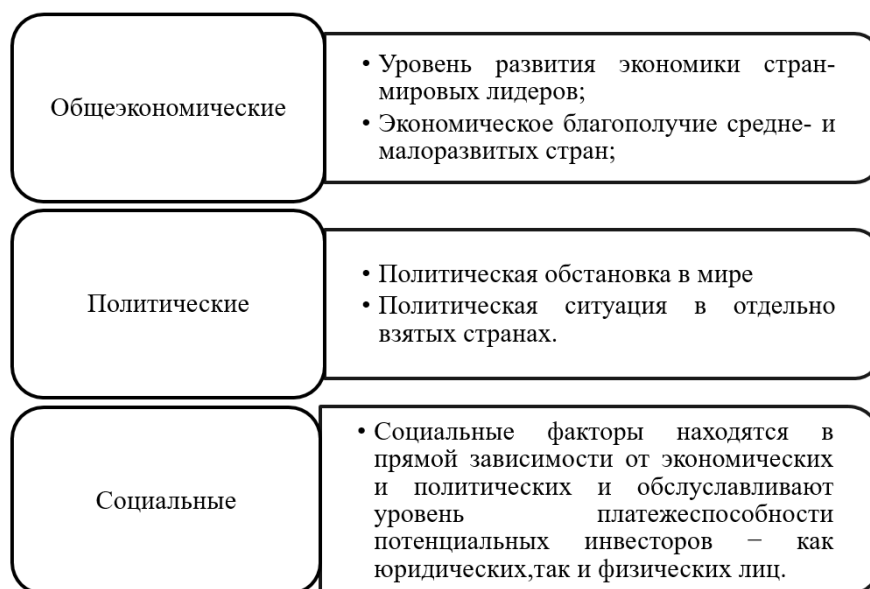 Общеэкономические
• Уровень развития экономики стран-
мировых лидеров;
• Экономическое благополучие средне- и
малоразвитых стран;
Политические
• Политическая обстановка в мире
• Политическая ситуация в отдельно
взятых странах.
Социальные
• Социальные факторы находятся в
прямой зависимости от экономических
и политических и обслуславливают
уровень платежеспособности
потенциальных инвесторов − как
юридических,так и физических лиц.